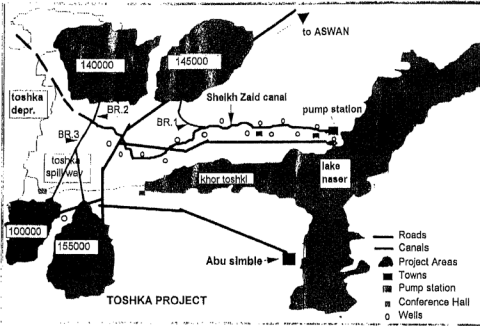 to ASWAN
140000
145000
toshka
depr.
Sheikh Zaid canal
BR.2
BR.1
pump station
BR.3
toshka
spillway
lake
naser
khor toshki
100000
155000
Abu simble
TOSHKA PROJECT
Roads
Canals
Project Areas
Towns
Pump station
Conference Hall
Wells